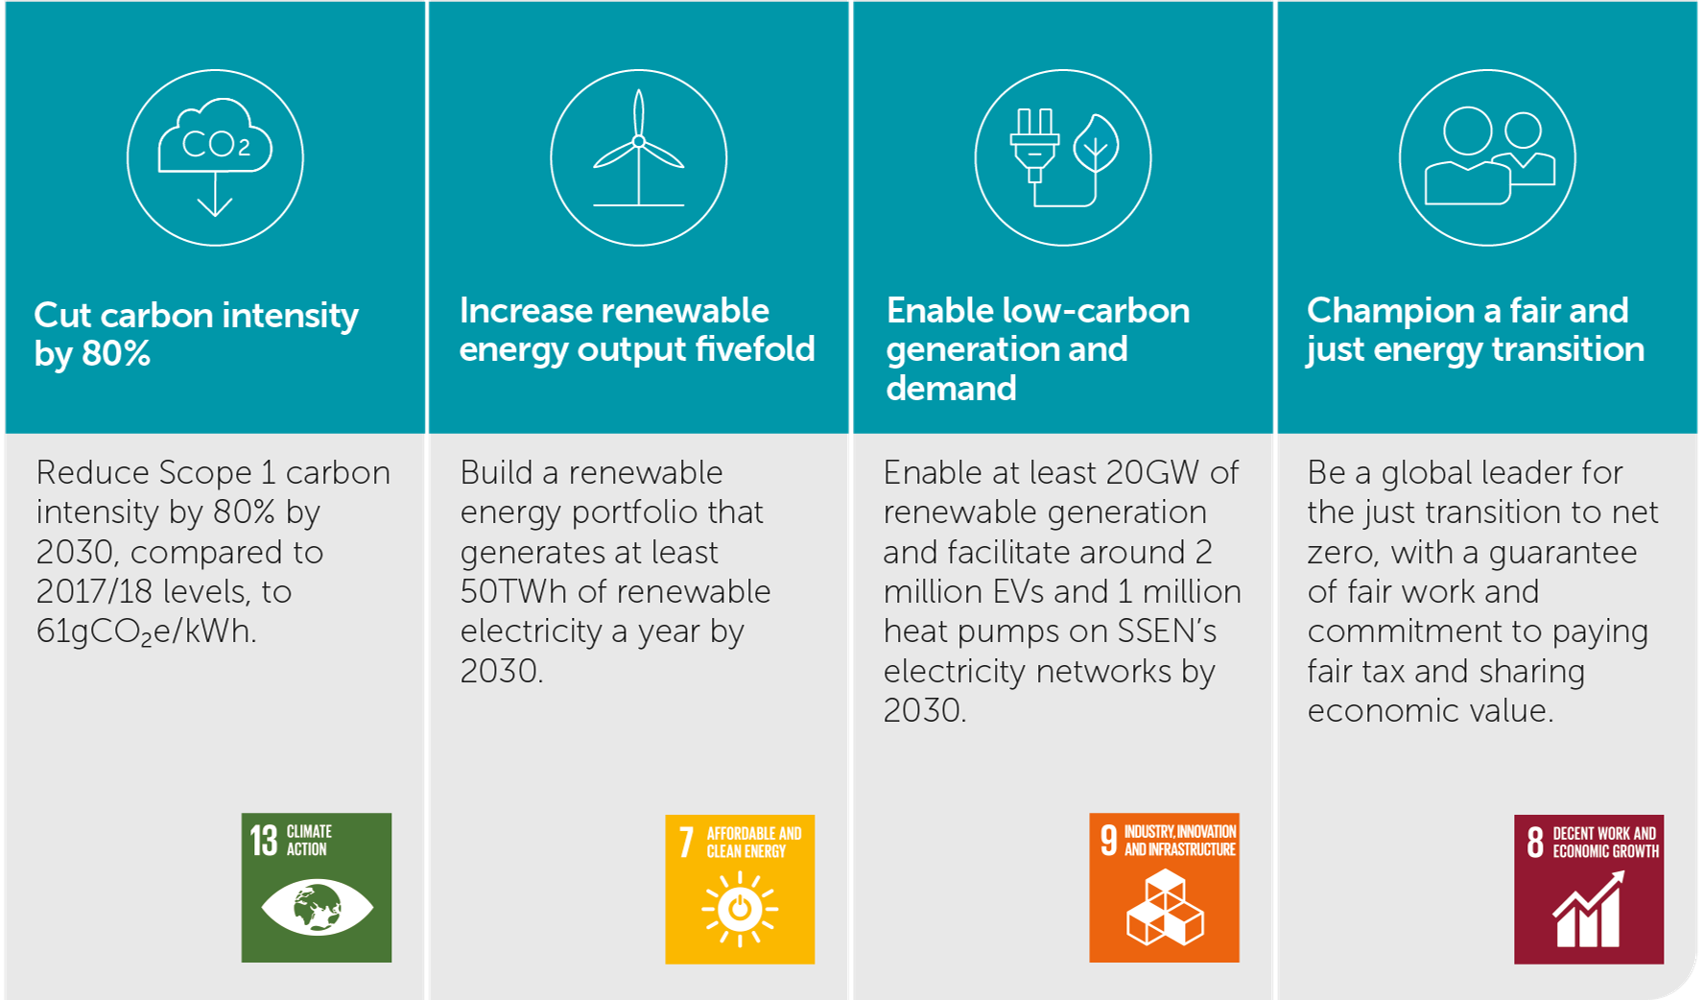 CO2
Cut carbon intensity
by 80%
Reduce Scope 1 carbon
intensity by 80% by
2030, compared to
2017/18 levels, to
61gCO₂e/kWh.
13 CLIMATE
ACTION
Increase renewable
energy output fivefold
Build a renewable
energy portfolio that
generates at least
50TWh of renewable
electricity a year by
2030.
7 AFFORDABLE AND
CLEAN ENERGY
Enable low-carbon
generation and
demand
Enable at least 20GW of
renewable generation
and facilitate around 2
million EVs and 1 million
heat pumps on SSEN’s
electricity networks by
2030.
9 INDUSTRY, INNOVATION
AND INFRASTRUCTURE
Champion a fair and
just energy transition
Be a global leader for
the just transition to net
zero, with a guarantee
of fair work and
commitment to paying
fair tax and sharing
economic value.
8 DECENT WORK AND
ECONOMIC GROWTH